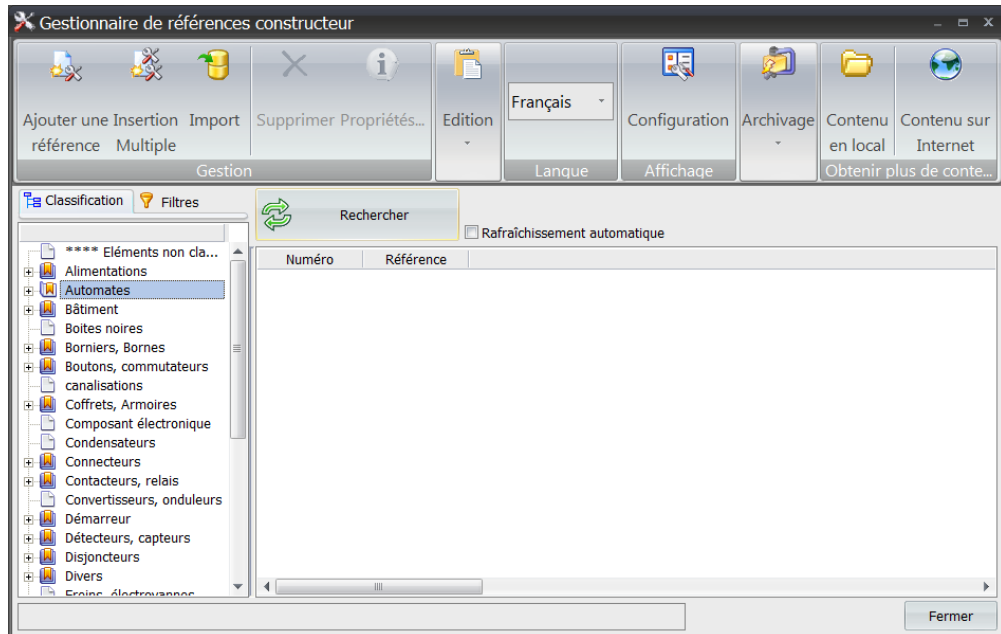 Gestionnaire de références constructeur
Ajouter une référence
Insertion Multiple
Import
Supprimer
Propriétés...
Edition
Français
Configuration
Archivage
Contenu en local
Contenu sur Internet
Gestion
Langue
Affichage
Obtenir plus de conte...
Classification
Filtres
Rechercher
Rafraîchissement automatique
Numéro
Référence
**** Eléments non cla...
Alimentations
Automates
Bâtiment
Boites noires
Borniers, Bornes
Boutons, commutateurs
canalisations
Coffrets, Armoires
Composant électronique
Condensateurs
Connecteurs
Contacteurs, relais
Convertisseurs, onduleurs
Démarreur
Détecteurs, capteurs
Disjoncteurs
Divers
Freins, électrovannes
Fermer